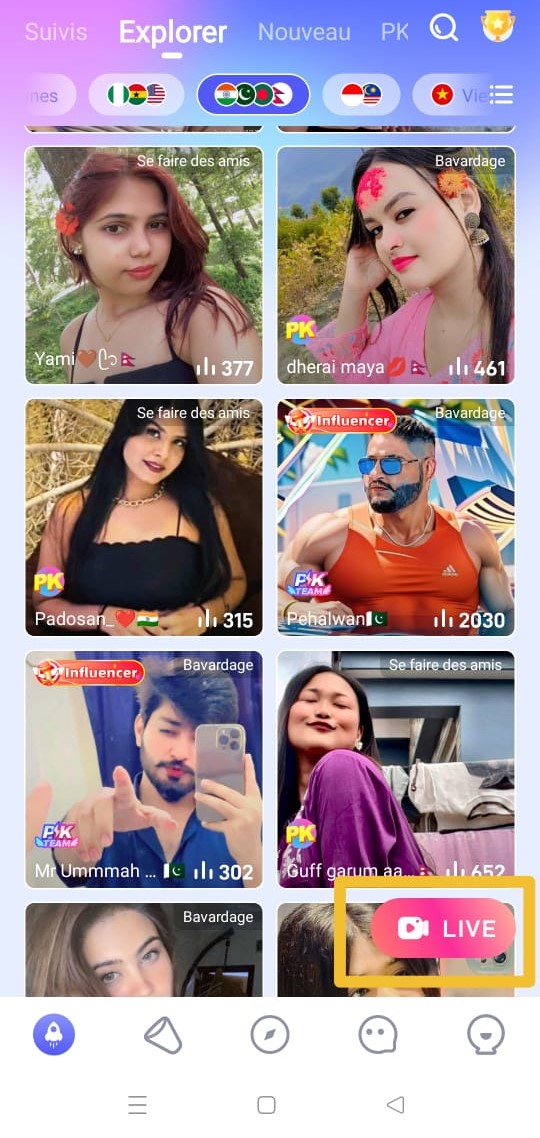 Suivis Explorer Nouveau PK
nes Vie
Se faire des amis
Bavardage
PK
Yami 377
dherai maya 461
Se faire des amis
Influencer Bavardage
PK
PK TEAM
Padosan_ 315
Pehalwan 2030
Influencer Bavardage
Se faire des amis
PK TEAM
PK
Mr Ummmah ... 302
Guff garum aa... 652
LIVE
Bavardage